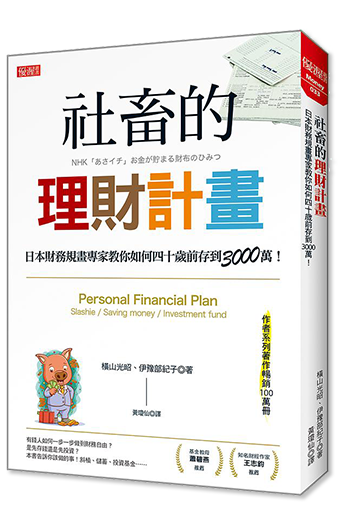 優渥誌
社畜的
NHK「あさイチ」お金が貯まる財布のひみつ
理財計畫
日本財務規畫專家教你如何四十歲前存到3000萬！
Personal Financial Plan
Slashie / Saving money / Investment fund
作者系列著作暢銷100萬冊
橫山光昭、伊豫部紀子◎著
黃瓊仙◎譯
有錢人如何一步一步做到財務自由？
是先存錢還是先投資？
本書告訴你該做的事！斜槓、儲蓄、投資基金……
基金教母
蕭碧燕
推薦
知名財經作家
王志鈞
推薦
優渥誌
Money
033
社畜的理財計畫
日本財務規畫專家教你如何四十歲前存到3000萬！
橫山光昭、伊豫部紀子◎著
黃瓊仙◎譯